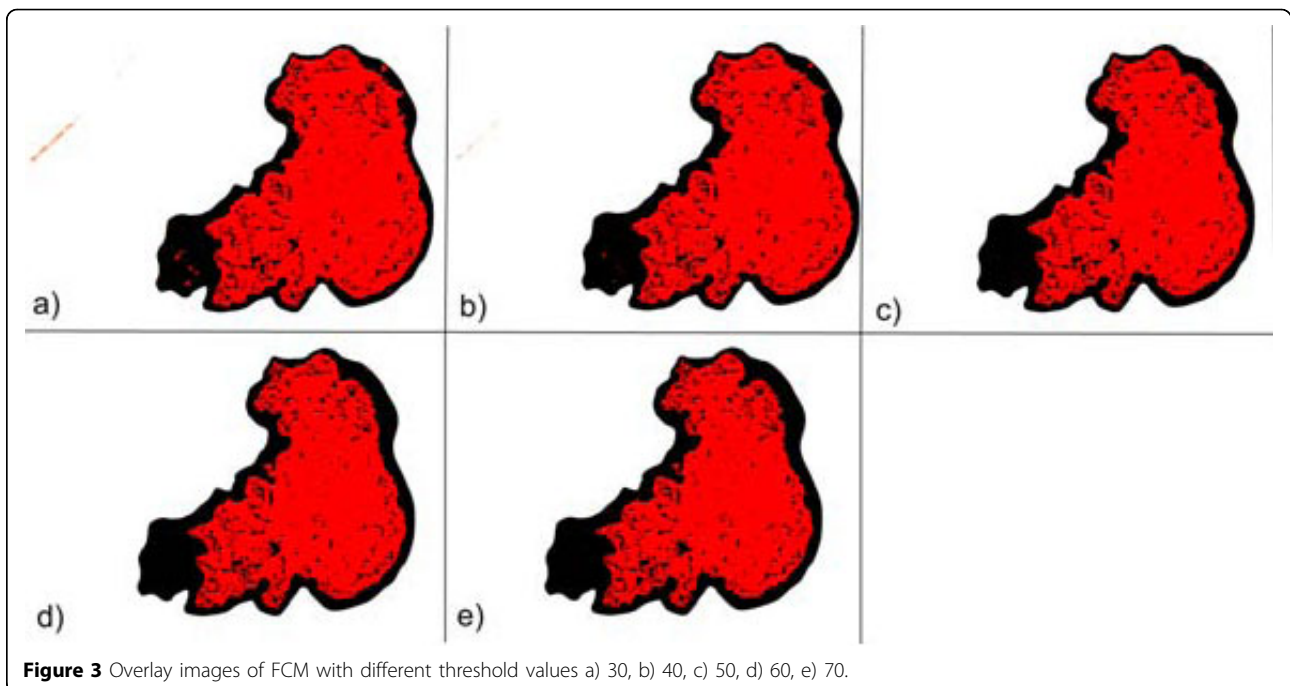 a)
b)
c)
d)
e)
Figure 3 Overlay images of FCM with different threshold values a) 30, b) 40, c) 50, d) 60, e) 70.